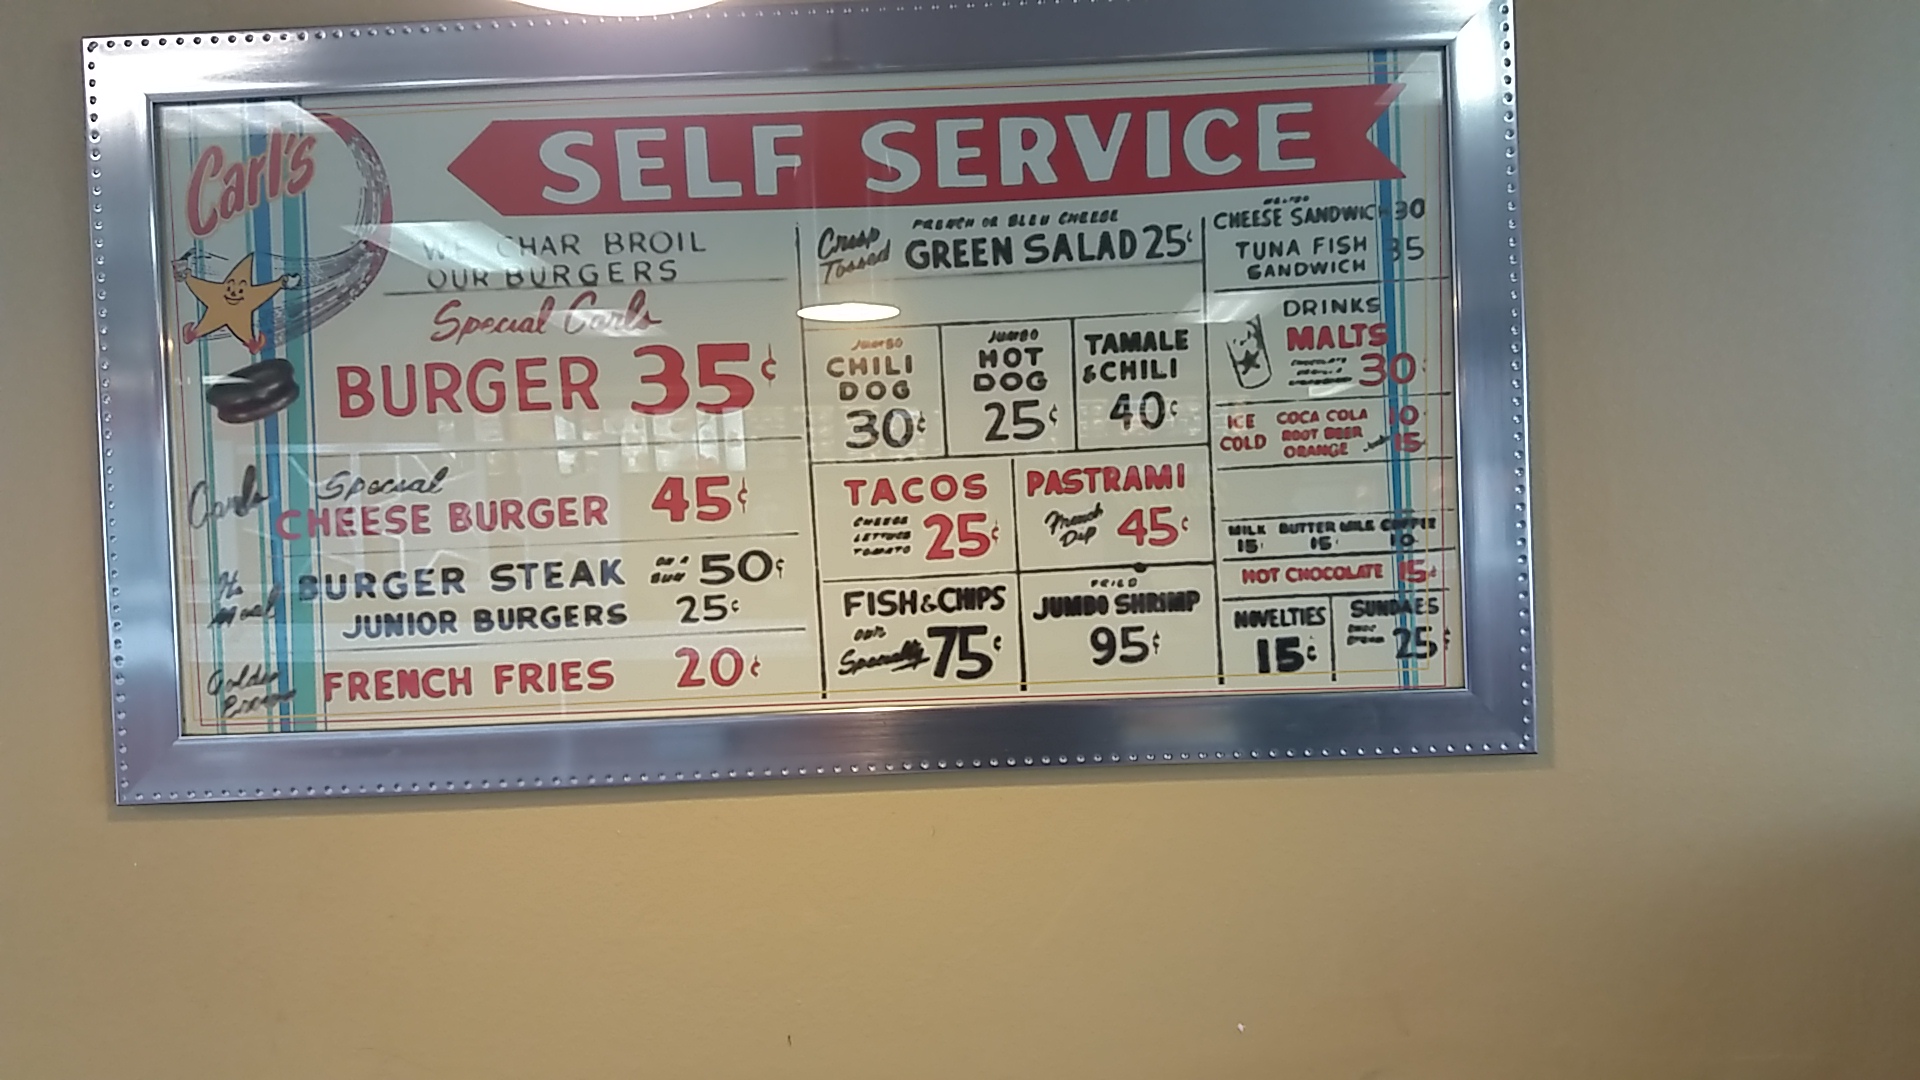 Carl's
SELF SERVICE
WE CHAR BROIL
OUR BURGERS
Special Carls
BURGER 35¢
Carls Special
CHEESE BURGER 45¢
BURGER STEAK ON A BUN 50¢
JUNIOR BURGERS 25¢
Golden Brown
FRENCH FRIES 20¢
FRENCH OR BLEU CHEESE
Crisp Tossed
GREEN SALAD 25¢
JUMBO
CHILI
DOG
30¢
JUMBO
HOT
DOG
25¢
TAMALE
& CHILI
40¢
TACOS
CHEESE
LETTUCE
TOMATO
25¢
PASTRAMI
French
Dip
45¢
FISH & CHIPS
our
Specialty
75¢
FRIED
JUMBO SHRIMP
95¢
MELTED
CHEESE SANDWICH 30
TUNA FISH
SANDWICH
35
DRINKS
MALTS
30¢
ICE
COLD
COCA COLA
ROOT BEER
ORANGE
10
15
MILK BUTTER MILK COFFEE
15 15 10
HOT CHOCOLATE 15¢
NOVELTIES
15¢
SUNDAES
25¢